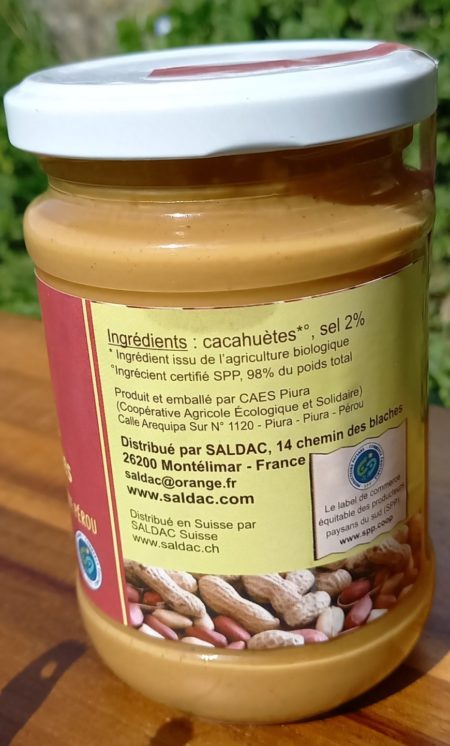 Ingrédients : cacahuètes*°, sel 2%
* Ingrédient issu de l'agriculture biologique
°Ingrécient certifié SPP, 98% du poids total
Produit et emballé par CAES Piura
(Coopérative Agricole Écologique et Solidaire)
Calle Arequipa Sur N° 1120 - Piura - Piura - Pérou
Distribué par SALDAC, 14 chemin des blaches
26200 Montélimar - France
saldac@orange.fr
www.saldac.com
Distribué en Suisse par
SALDAC Suisse
www.saldac.ch
Le label de commerce
équitable des producteurs
paysans du sud (SPP).
www.spp.coop
PÉROU